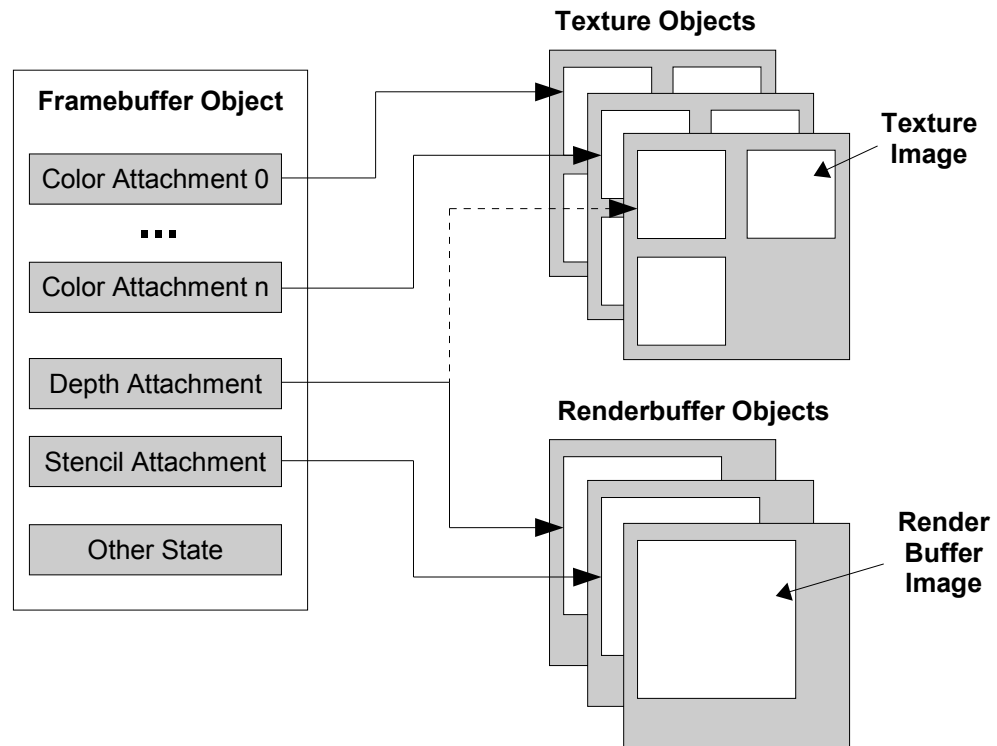 Texture Objects
Framebuffer Object
Color Attachment 0
...
Color Attachment n
Depth Attachment
Stencil Attachment
Other State
Texture
Image
Renderbuffer Objects
Render
Buffer
Image